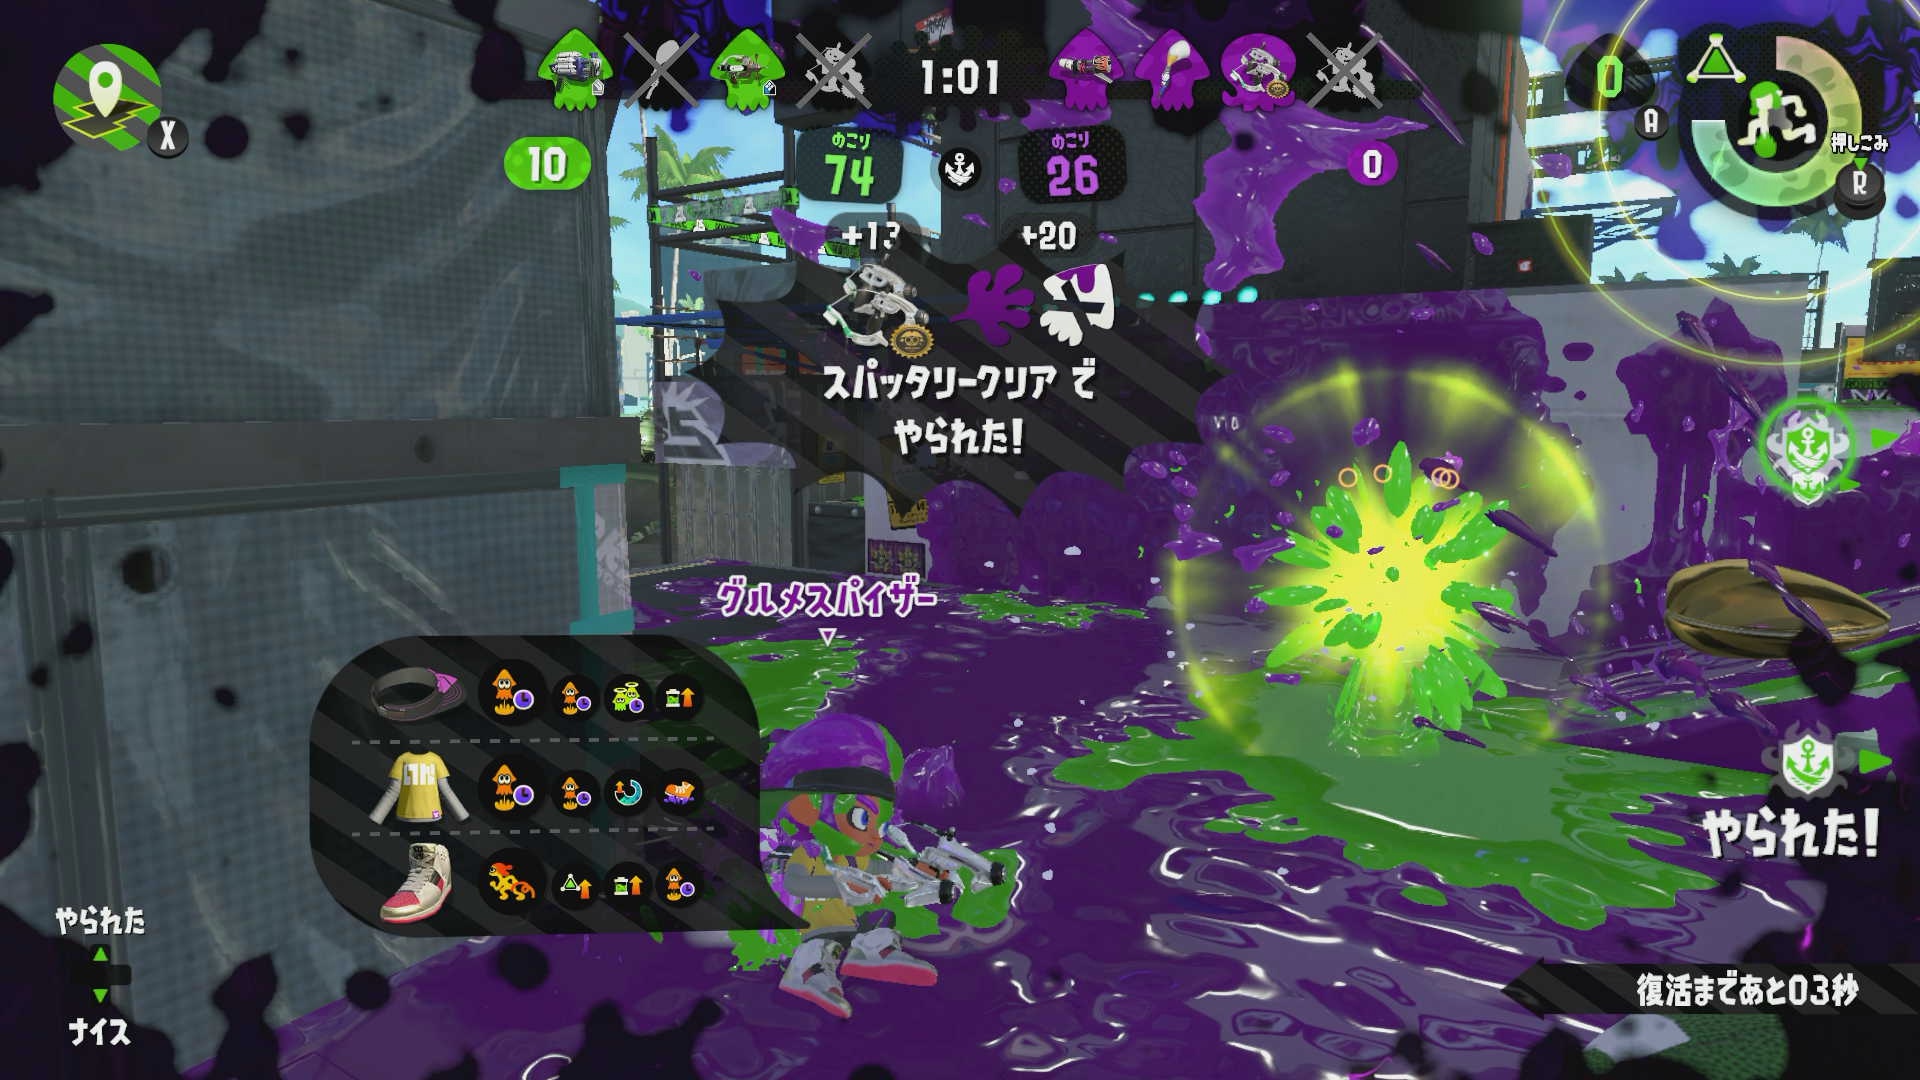 X
1:01
0
A
押しこみ
R
10
のこり
74
のこり
26
0
+13
+20
スパッタリークリア で
やられた!
グルメスパイザー
やられた!
やられた
ナイス
復活まであと03秒